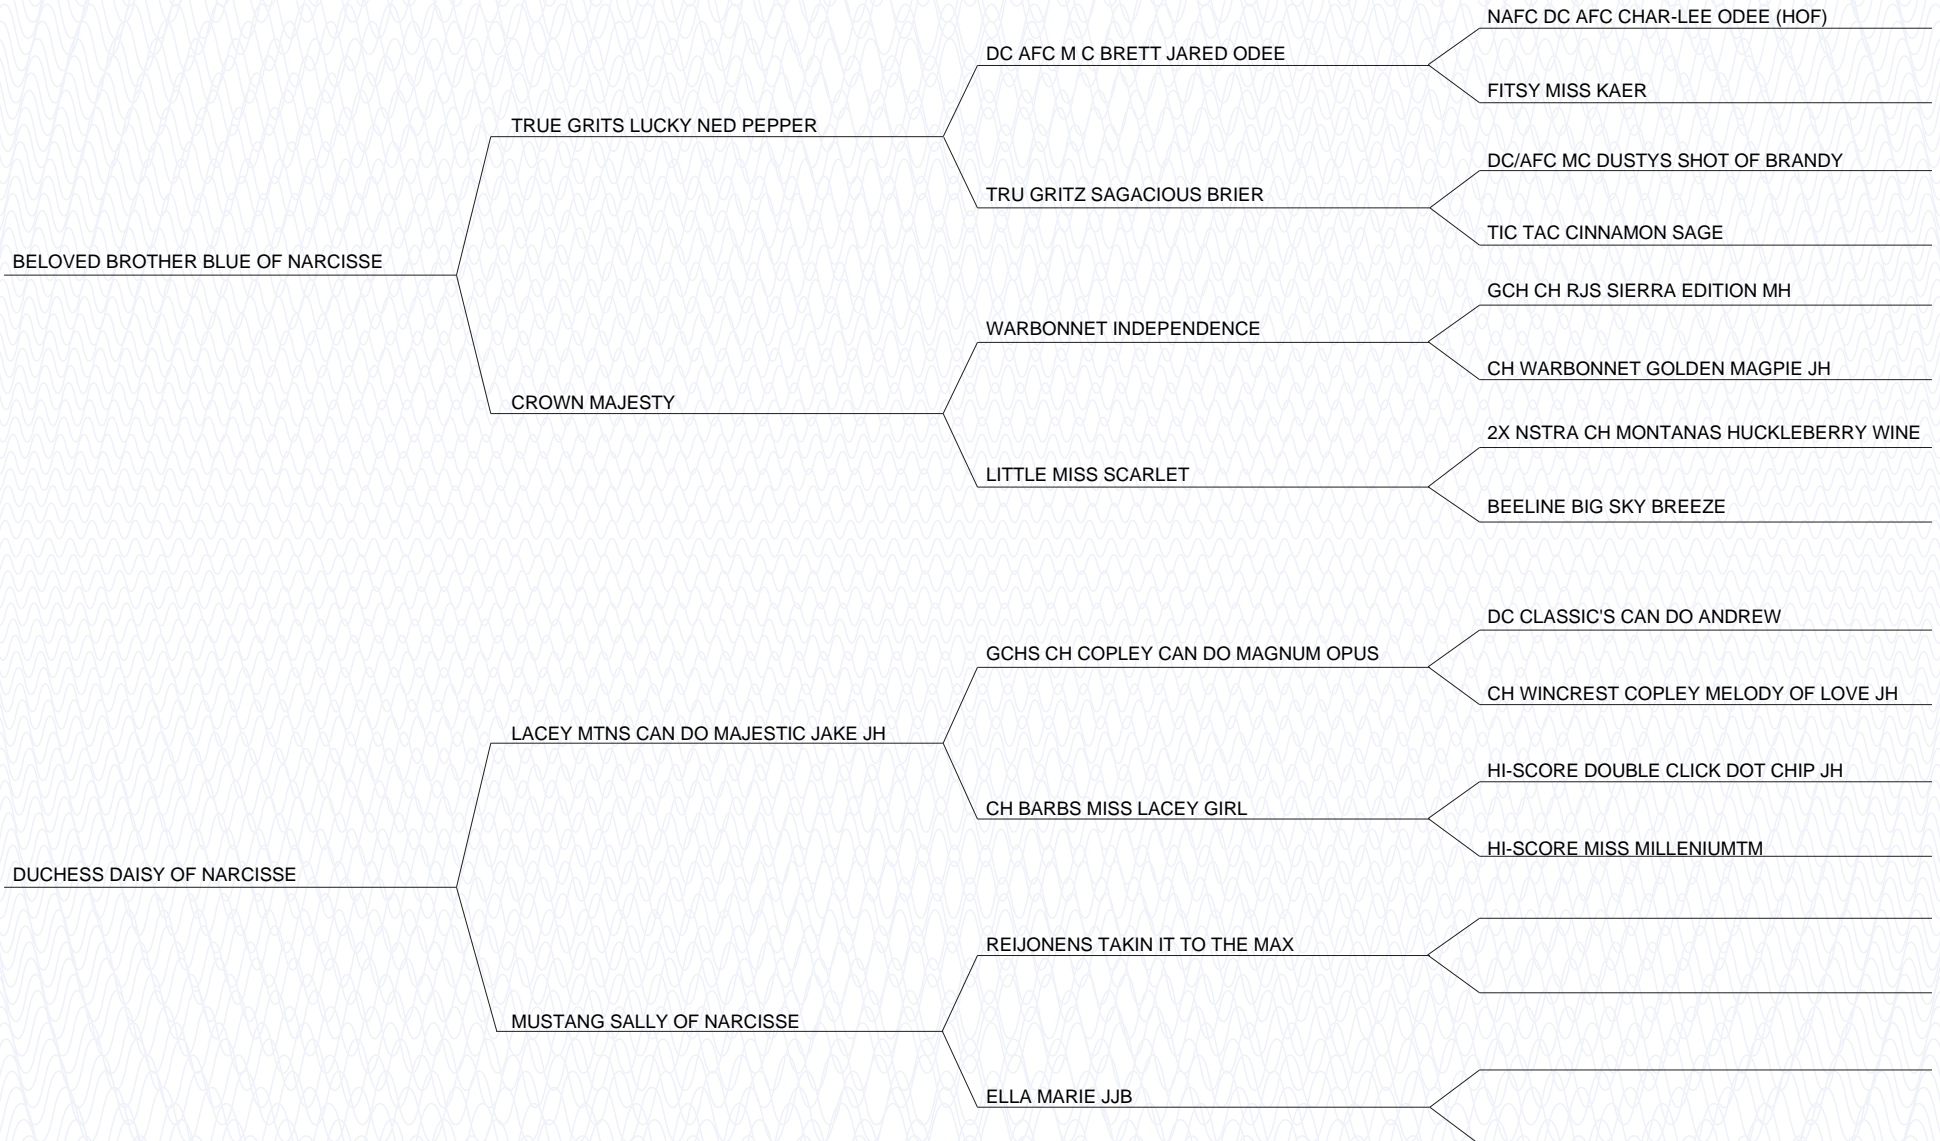 NAFC DC AFC CHAR-LEE ODEE (HOF)
DC AFC M C BRETT JARED ODEE
FITSY MISS KAER
TRUE GRITS LUCKY NED PEPPER
DC/AFC MC DUSTYS SHOT OF BRANDY
TRU GRITZ SAGACIOUS BRIER
TIC TAC CINNAMON SAGE
BELOVED BROTHER BLUE OF NARCISSE
GCH CH RJS SIERRA EDITION MH
WARBONNET INDEPENDENCE
CH WARBONNET GOLDEN MAGPIE JH
CROWN MAJESTY
2X NSTRA CH MONTANAS HUCKLEBERRY WINE
LITTLE MISS SCARLET
BEELINE BIG SKY BREEZE
DC CLASSIC'S CAN DO ANDREW
GCHS CH COPLEY CAN DO MAGNUM OPUS
CH WINCREST COPLEY MELODY OF LOVE JH
LACEY MTNS CAN DO MAJESTIC JAKE JH
HI-SCORE DOUBLE CLICK DOT CHIP JH
CH BARBS MISS LACEY GIRL
HI-SCORE MISS MILLENIUMTM
DUCHESS DAISY OF NARCISSE
REIJONENS TAKIN IT TO THE MAX
MUSTANG SALLY OF NARCISSE
ELLA MARIE JJB